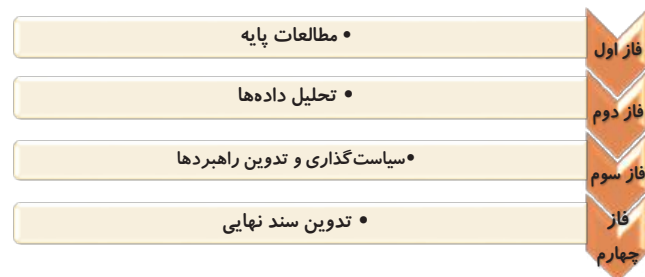 فاز اول
• مطالعات پایه
فاز دوم
• تحلیل داده‌ها
فاز سوم
•سیاست‌گذاری و تدوین راهبردها
فاز
چهارم
• تدوین سند نهایی